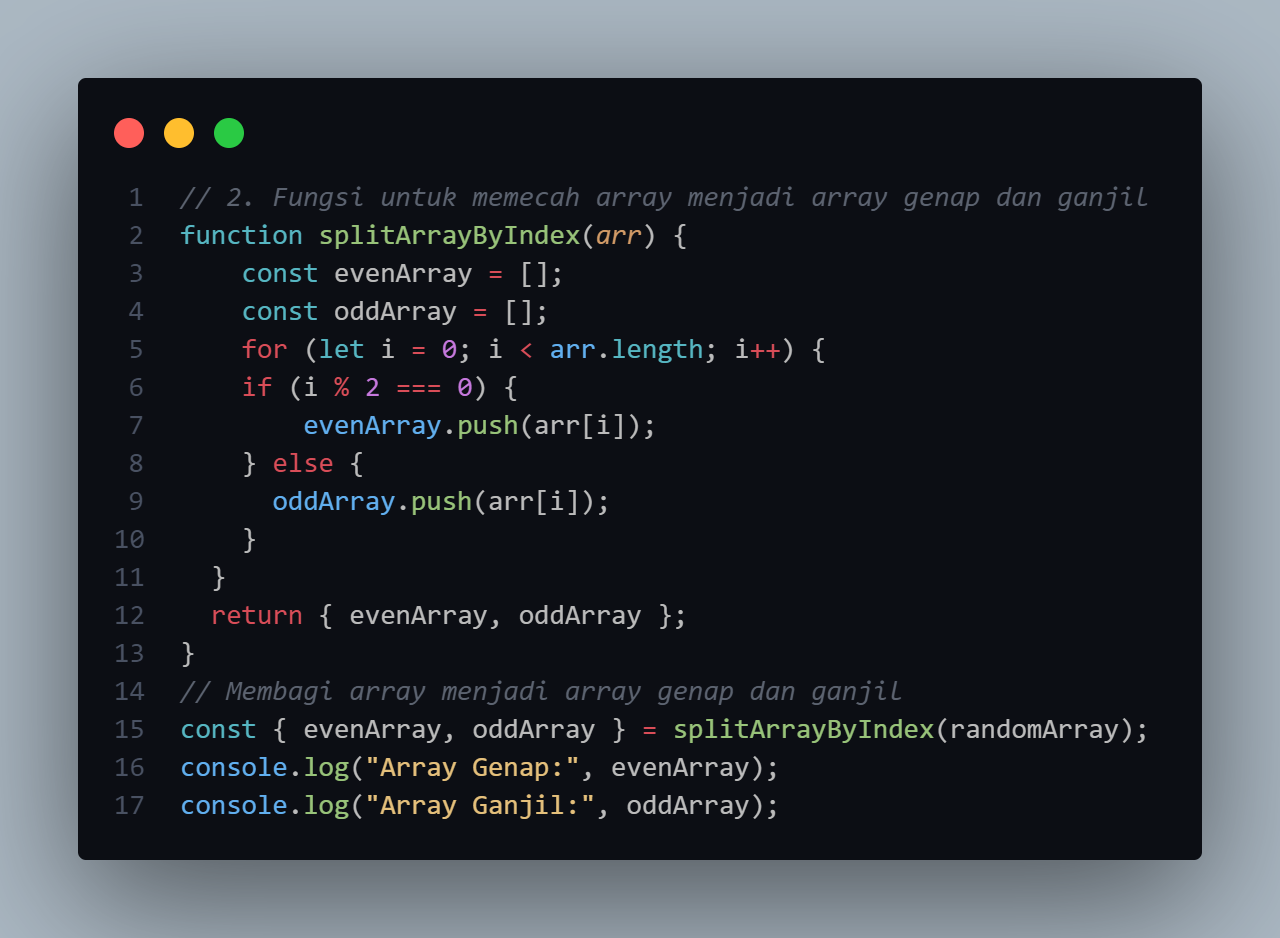 1 // 2. Fungsi untuk memecah array menjadi array genap dan ganjil
2 function splitArrayByIndex(arr) {
3     const evenArray = [];
4     const oddArray = [];
5     for (let i = 0; i < arr.length; i++) {
6     if (i % 2 === 0) {
7         evenArray.push(arr[i]);
8     } else {
9       oddArray.push(arr[i]);
10     }
11   }
12   return { evenArray, oddArray };
13 }
14 // Membagi array menjadi array genap dan ganjil
15 const { evenArray, oddArray } = splitArrayByIndex(randomArray);
16 console.log("Array Genap:", evenArray);
17 console.log("Array Ganjil:", oddArray);